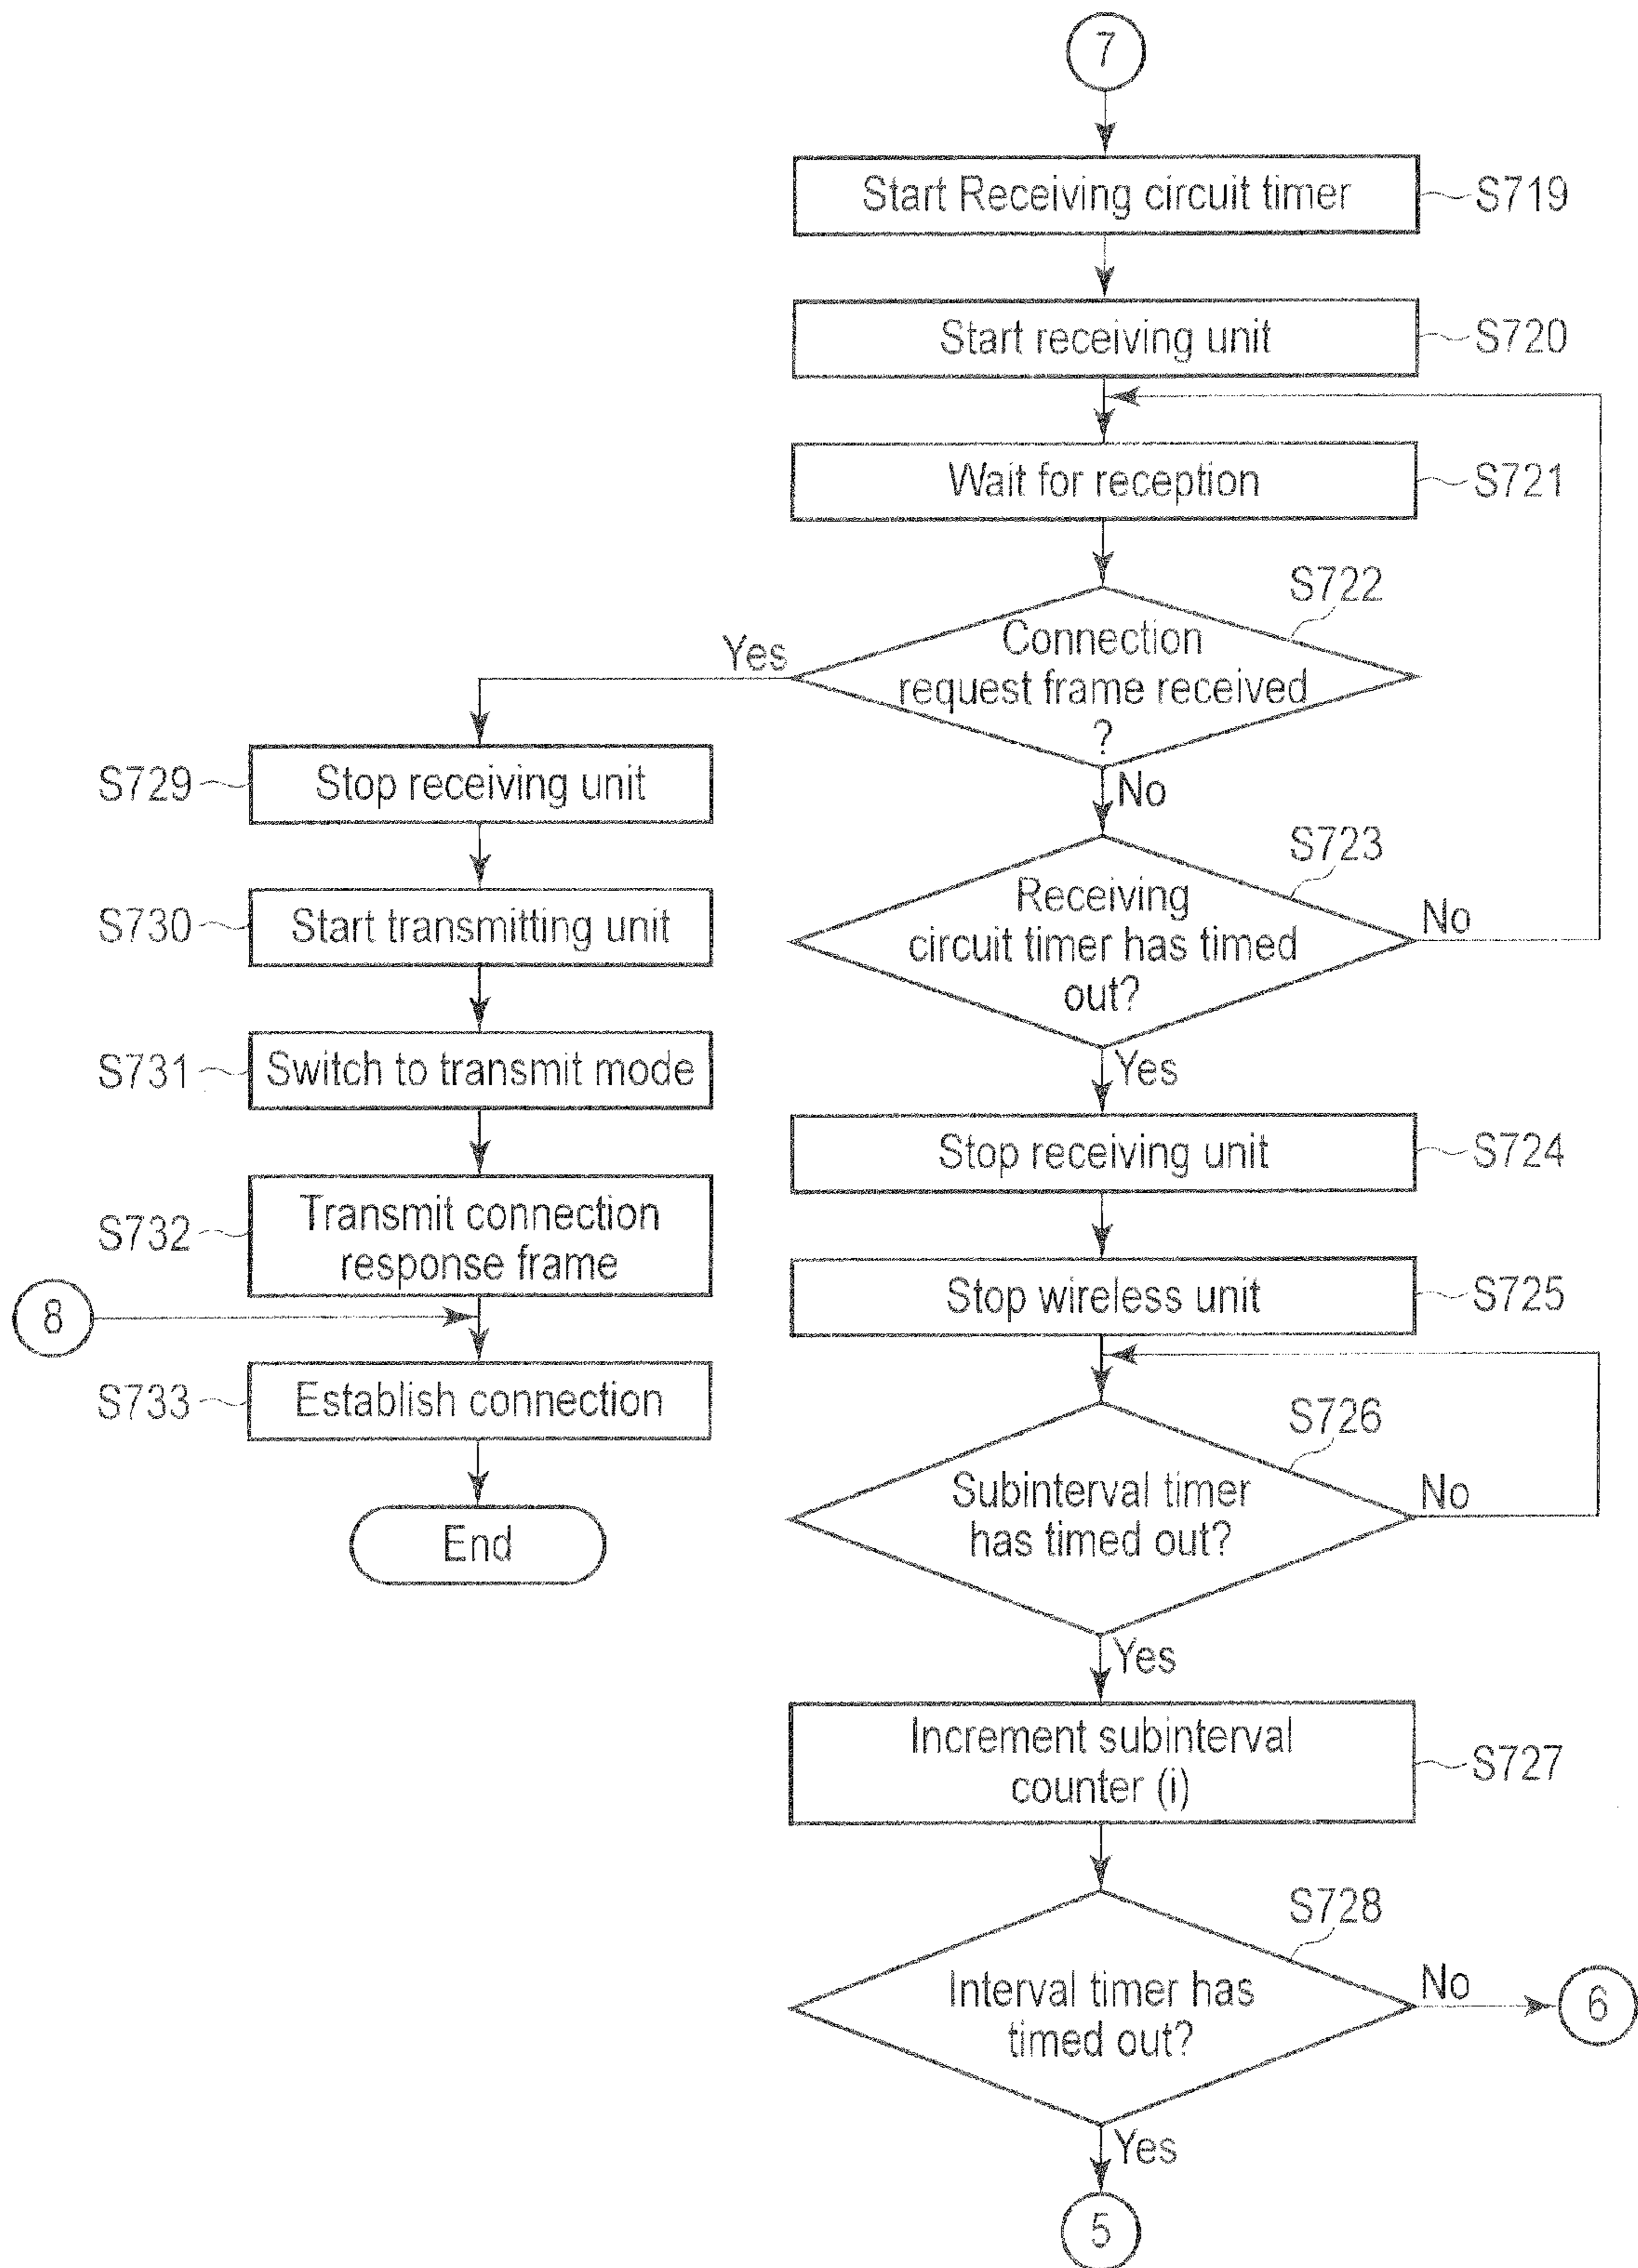 7
Start Receiving circuit timer
S719
Start receiving unit
S720
Wait for reception
S721
S722
Connection
request frame received
?
Yes
No
S729
Stop receiving unit
S723
Receiving
circuit timer has timed
out?
No
Yes
S730
Start transmitting unit
S731
Switch to transmit mode
S732
Transmit connection
response frame
8
S733
Establish connection
End
Stop receiving unit
S724
Stop wireless unit
S725
S726
Subinterval timer
has timed out?
No
Yes
Increment subinterval
counter (i)
S727
S728
Interval timer has
timed out?
No
6
Yes
5